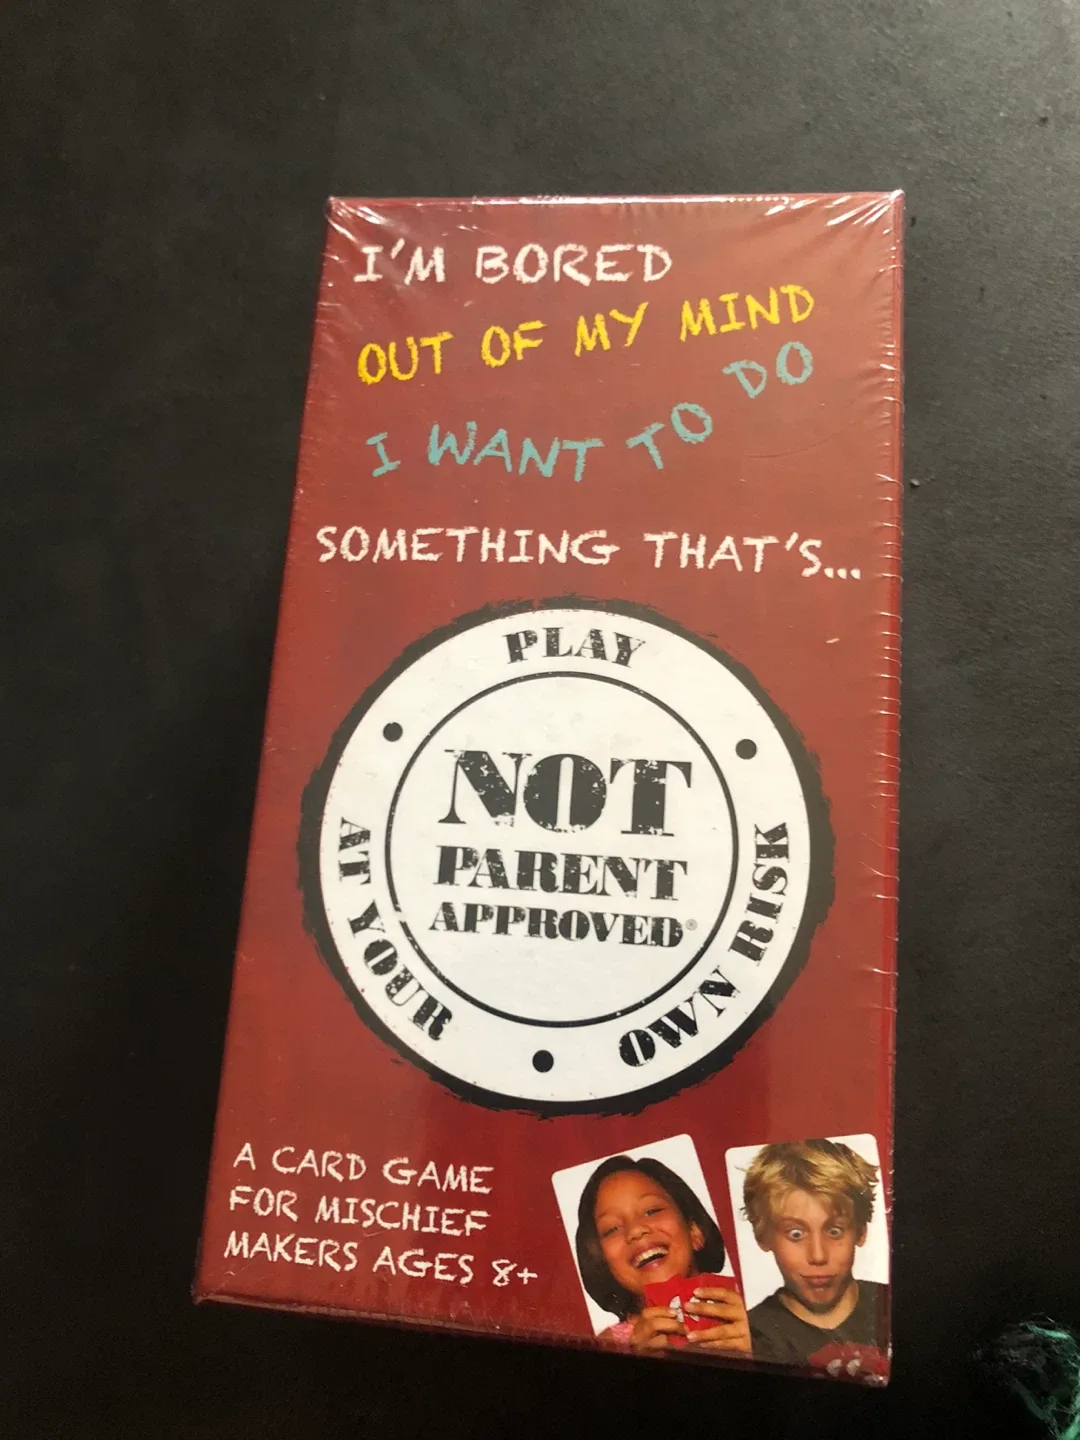 I'M BORED
OUT OF MY MIND
I WANT TO DO
SOMETHING THAT'S...
PLAY
AT YOUR
OWN RISK
NOT
PARENT
APPROVED®
A CARD GAME
FOR MISCHIEF
MAKERS AGES 8+